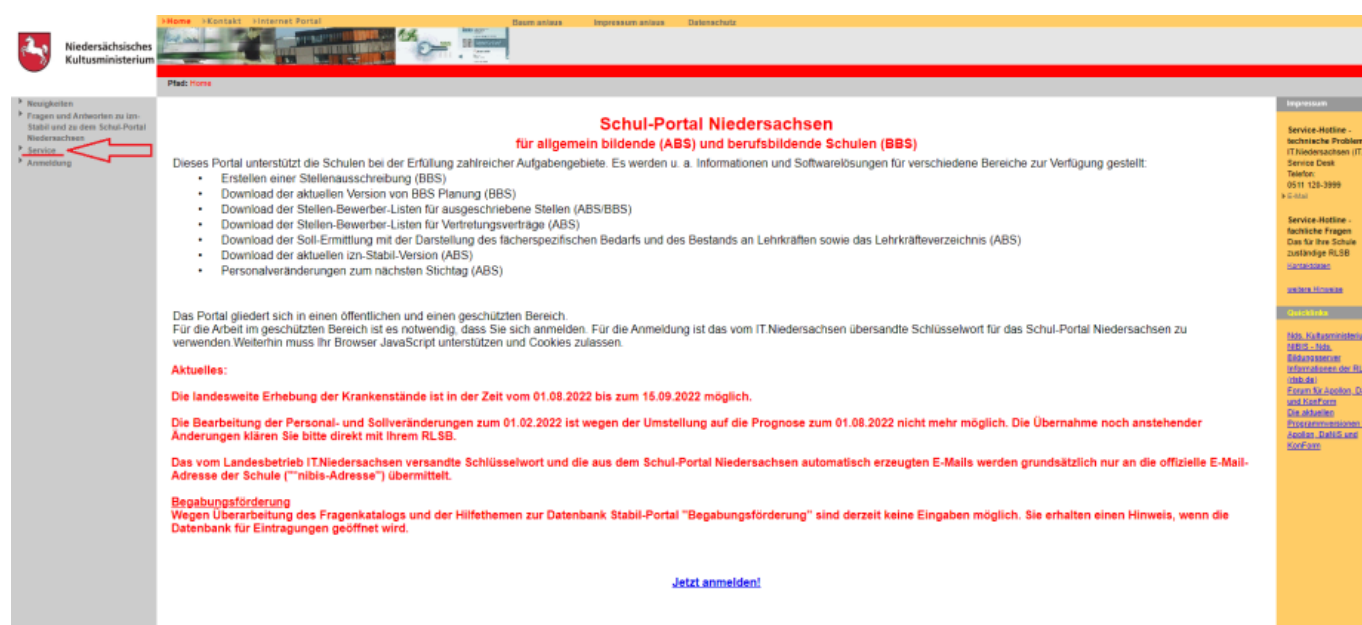 Home Kontakt Internet Portal
Baum anlaus Impressum anlaus Datenschutz
Niedersächsisches
Kultusministerium
Pfad: Home
Neuigkeiten
Fragen und Antworten zu izn-
Stabil und zu dem Schul-Portal
Niedersachsen
Service
Anmeldung
Schul-Portal Niedersachsen
für allgemein bildende (ABS) und berufsbildende Schulen (BBS)
Dieses Portal unterstützt die Schulen bei der Erfüllung zahlreicher Aufgabengebiete. Es werden u. a. Informationen und Softwarelösungen für verschiedene Bereiche zur Verfügung gestellt:
• Erstellen einer Stellenausschreibung (BBS)
• Download der aktuellen Version von BBS Planung (BBS)
• Download der Stellen-Bewerber-Listen für ausgeschriebene Stellen (ABS/BBS)
• Download der Stellen-Bewerber-Listen für Vertretungsverträge (ABS)
• Download der Soll-Ermittlung mit der Darstellung des fächerspezifischen Bedarfs und des Bestands an Lehrkräften sowie das Lehrkräfteverzeichnis (ABS)
• Download der aktuellen izn-Stabil-Version (ABS)
• Personalveränderungen zum nächsten Stichtag (ABS)
Das Portal gliedert sich in einen öffentlichen und einen geschützten Bereich.
Für die Arbeit im geschützten Bereich ist es notwendig, dass Sie sich anmelden. Für die Anmeldung ist das vom IT.Niedersachsen übersandte Schlüsselwort für das Schul-Portal Niedersachsen zu
verwenden.Weiterhin muss Ihr Browser JavaScript unterstützen und Cookies zulassen.
Aktuelles:
Die landesweite Erhebung der Krankenstände ist in der Zeit vom 01.08.2022 bis zum 15.09.2022 möglich.
Die Bearbeitung der Personal- und Sollveränderungen zum 01.02.2022 ist wegen der Umstellung auf die Prognose zum 01.08.2022 nicht mehr möglich. Die Übernahme noch anstehender
Änderungen klären Sie bitte direkt mit Ihrem RLSB.
Das vom Landesbetrieb IT.Niedersachsen versandte Schlüsselwort und die aus dem Schul-Portal Niedersachsen automatisch erzeugten E-Mails werden grundsätzlich nur an die offizielle E-Mail-
Adresse der Schule (""nibis-Adresse") übermittelt.
Begabungsförderung
Wegen Überarbeitung des Fragenkatalogs und der Hilfethemen zur Datenbank Stabil-Portal "Begabungsförderung" sind derzeit keine Eingaben möglich. Sie erhalten einen Hinweis, wenn die
Datenbank für Eintragungen geöffnet wird.
Jetzt anmelden!
Impressum
Service-Hotline -
technische Problem
IT.Niedersachsen (IT.
Service Desk
Telefon:
0511 120-3999
E-Mail
Service-Hotline -
fachliche Fragen
Das für Ihre Schule
zuständige RLSB
Kontaktdaten
weitere Hinweise
Quicklinks
Nds. Kultusministeriu
NIBIS - Nds.
Bildungsserver
Informationen der RL
(rlsb.de)
Forum für Apollon, Da
und KonForm
Die aktuellen
Programmversionen
Apollon, DaNiS und
KonForm